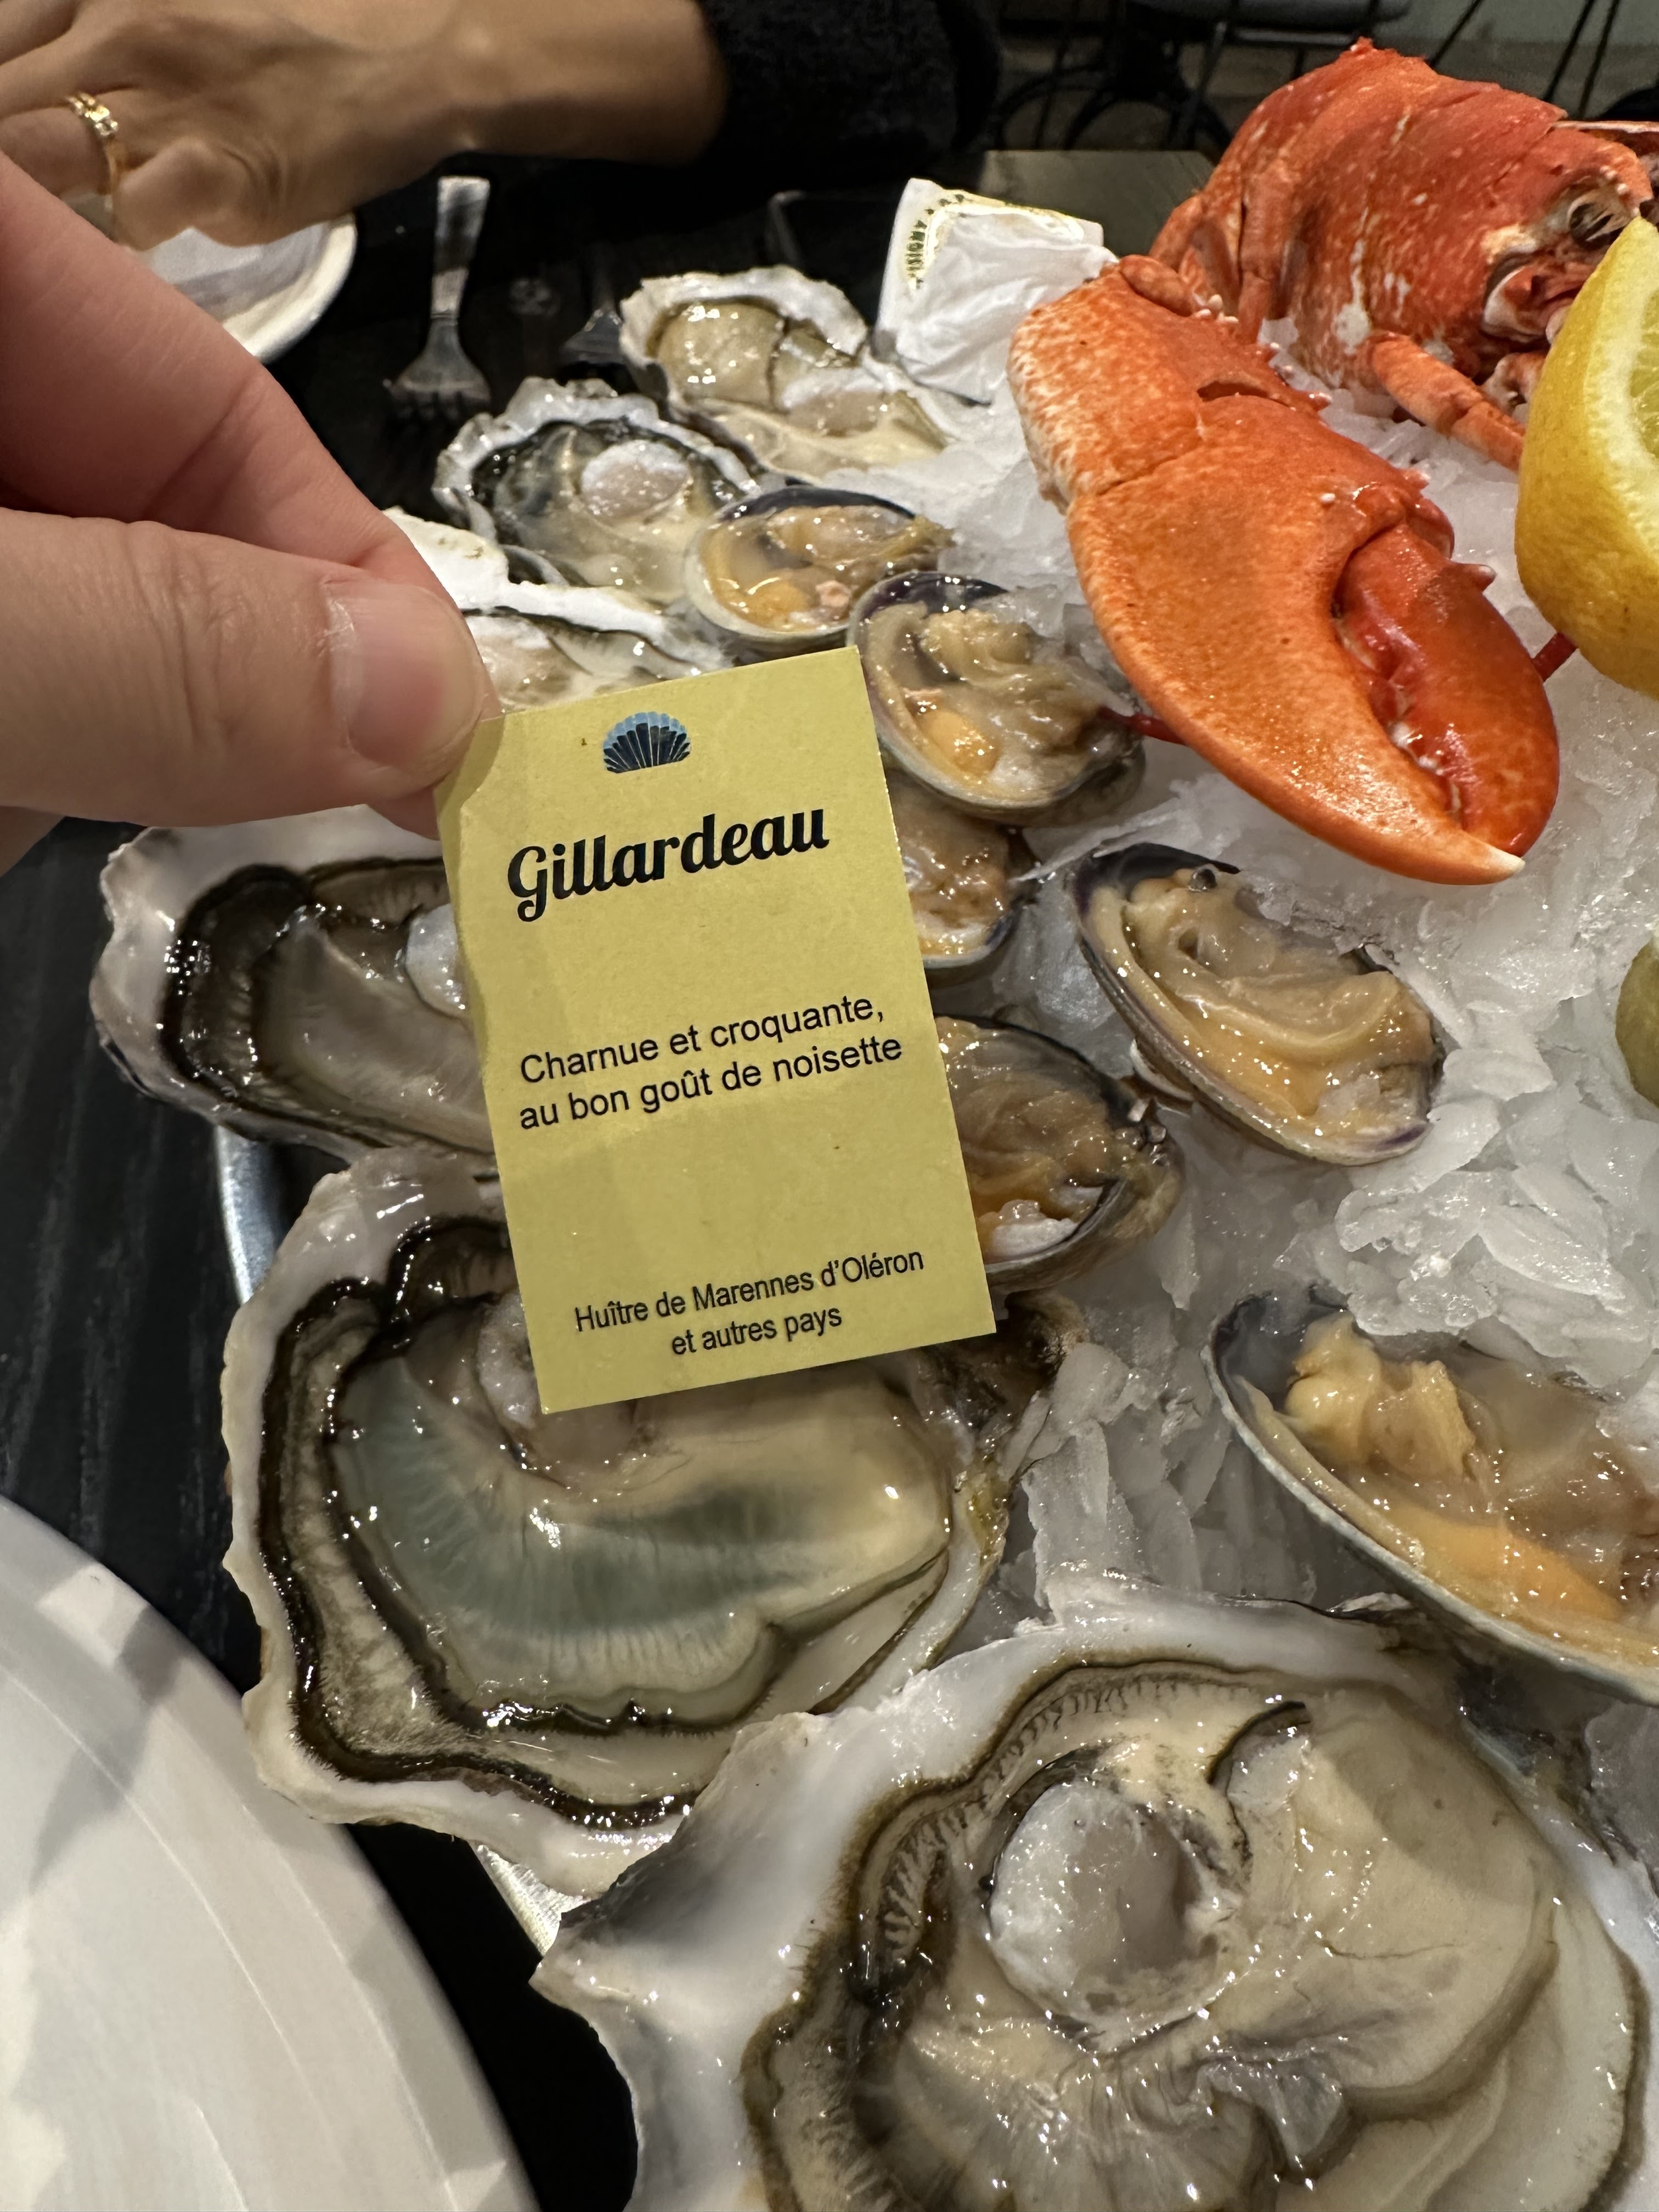 Gillardeau
Charnue et croquante,
au bon goût de noisette
Huître de Marennes d'Oléron
et autres pays